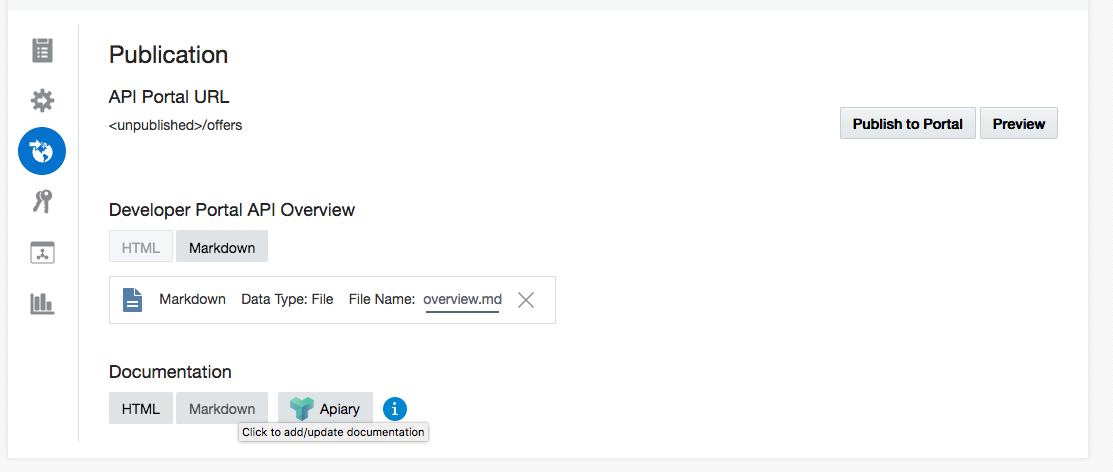 Publication
API Portal URL
<unpublished>/offers
Publish to Portal Preview
Developer Portal API Overview
HTML Markdown
Markdown Data Type: File File Name: overview.md
Documentation
HTML Markdown Apiary i
Click to add/update documentation